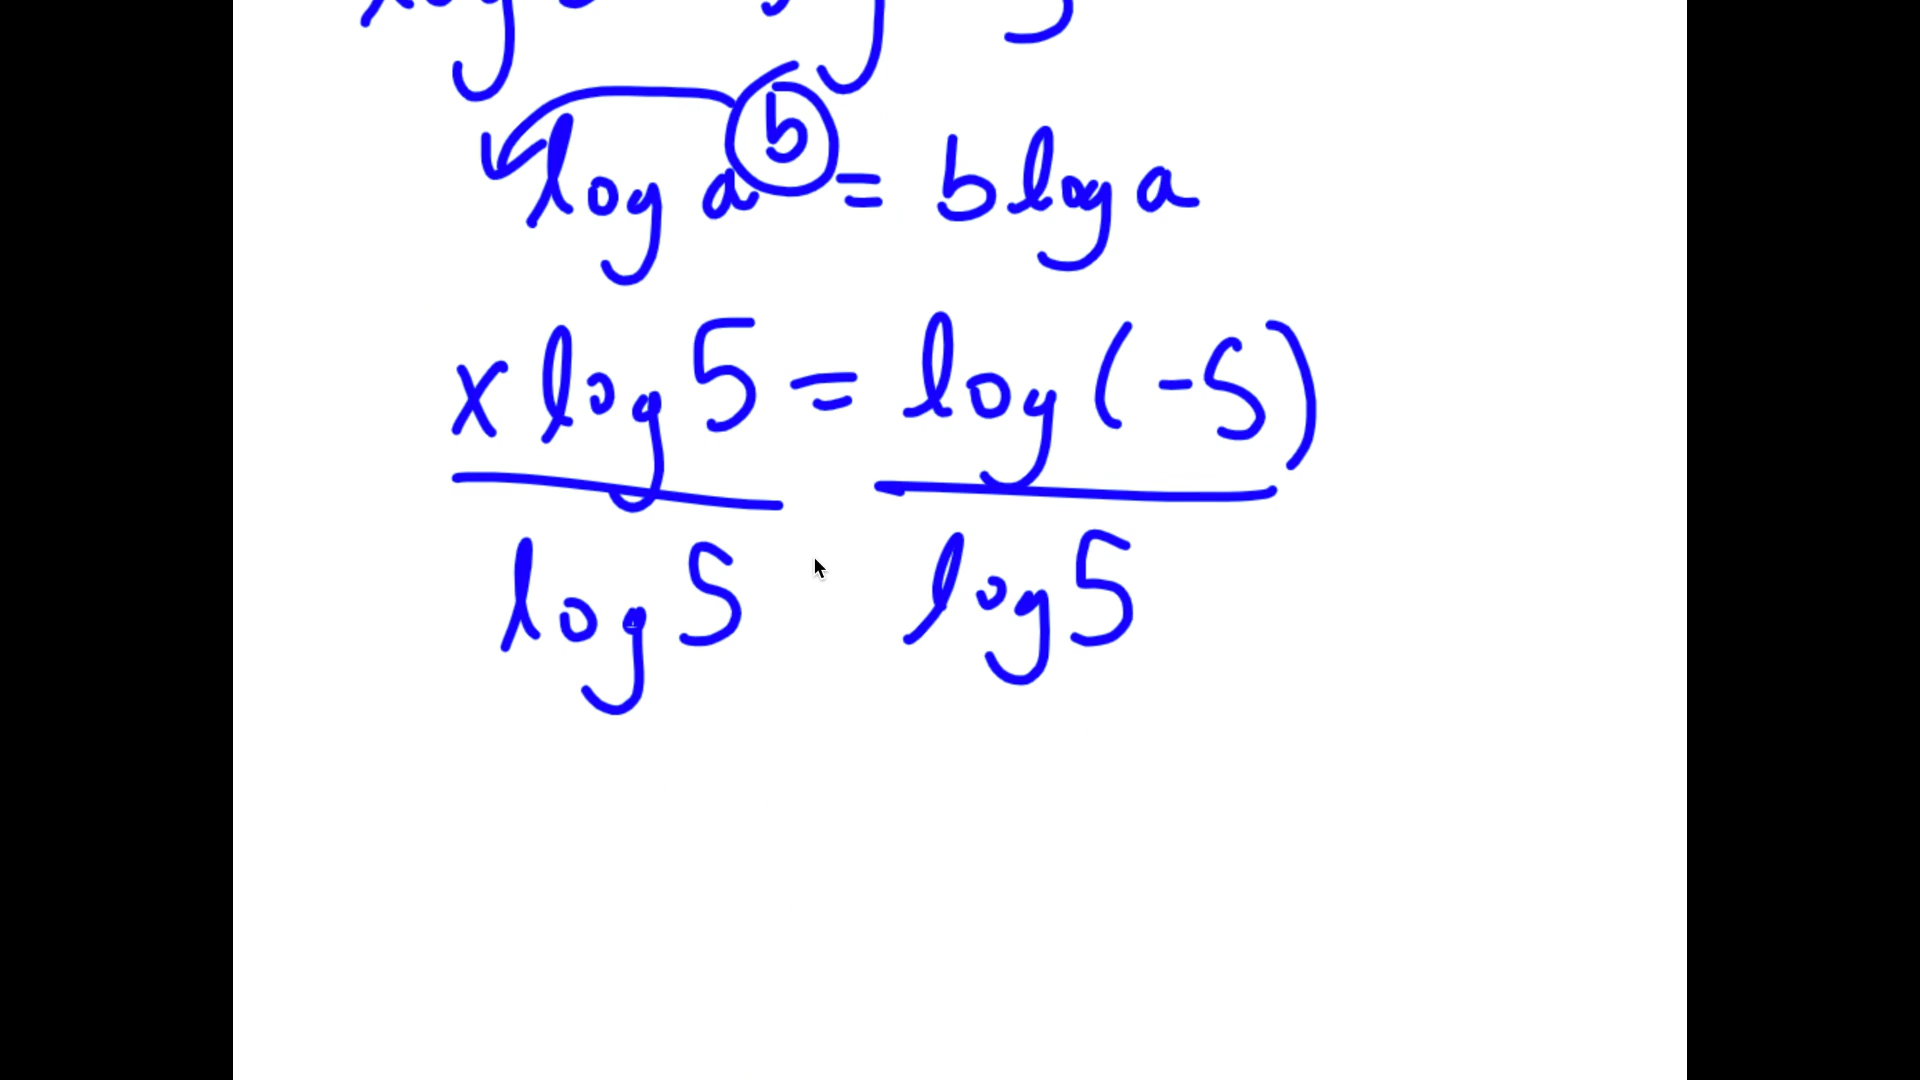 log a^b = b log a
x log 5 = log (-5)
log 5 log 5